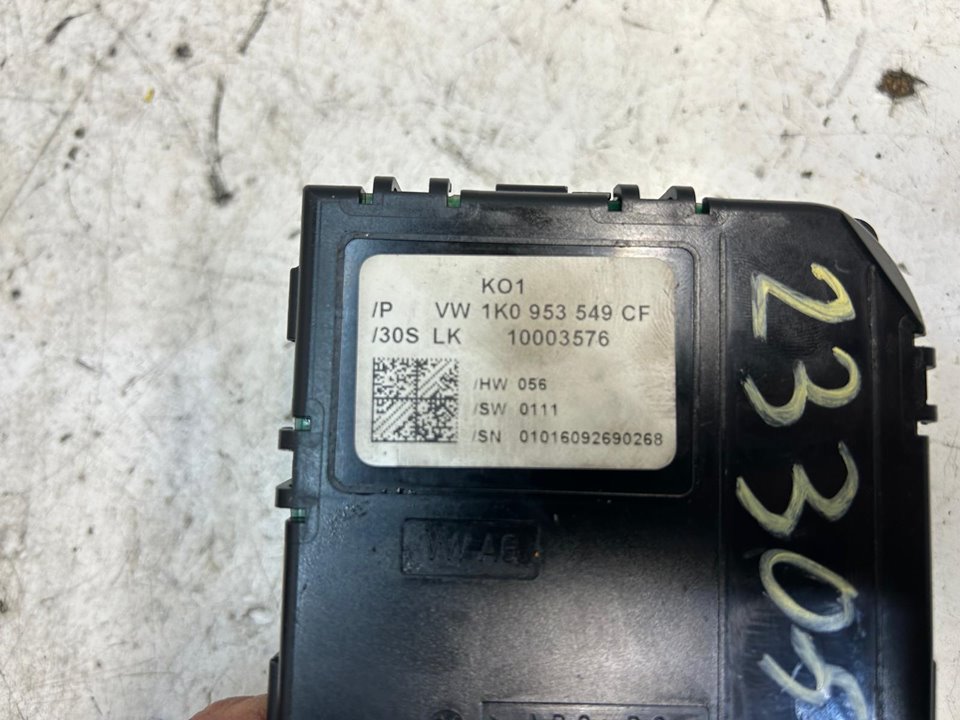 KO1
/P VW 1K0 953 549 CF
/30S LK 10003576
/HW 056
/SW 0111
/SN 01016092690268
VW-AG
23305